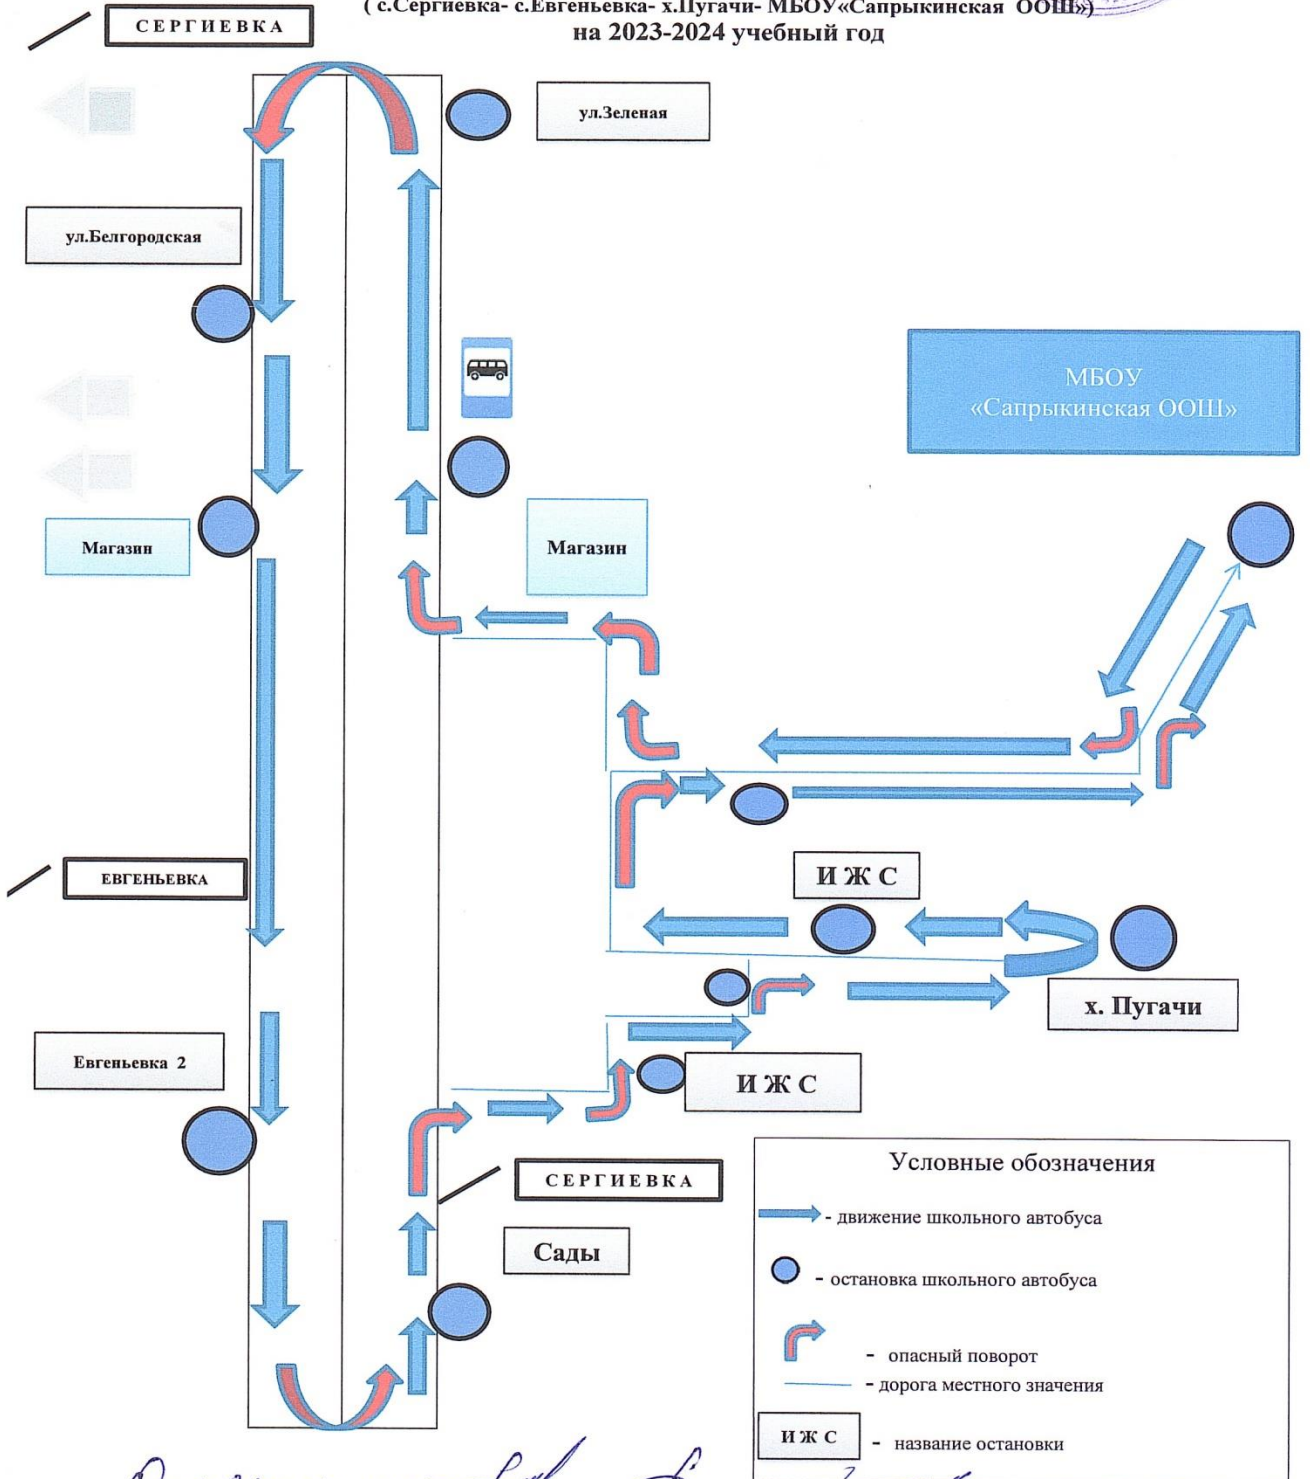 ( с.Сергиевка- с.Евгеньевка- х.Пугачи- МБОУ«Сапрыкинская ООШ»)
на 2023-2024 учебный год
СЕРГИЕВКА
ул.Зеленая
ул.Белгородская
МБОУ
«Сапрыкинская ООШ»
Магазин
Магазин
ЕВГЕНЬЕВКА
И Ж С
х. Пугачи
Евгеньевка 2
И Ж С
СЕРГИЕВКА
Сады
Условные обозначения
- движение школьного автобуса
- остановка школьного автобуса
- опасный поворот
- дорога местного значения
И Ж С - название остановки